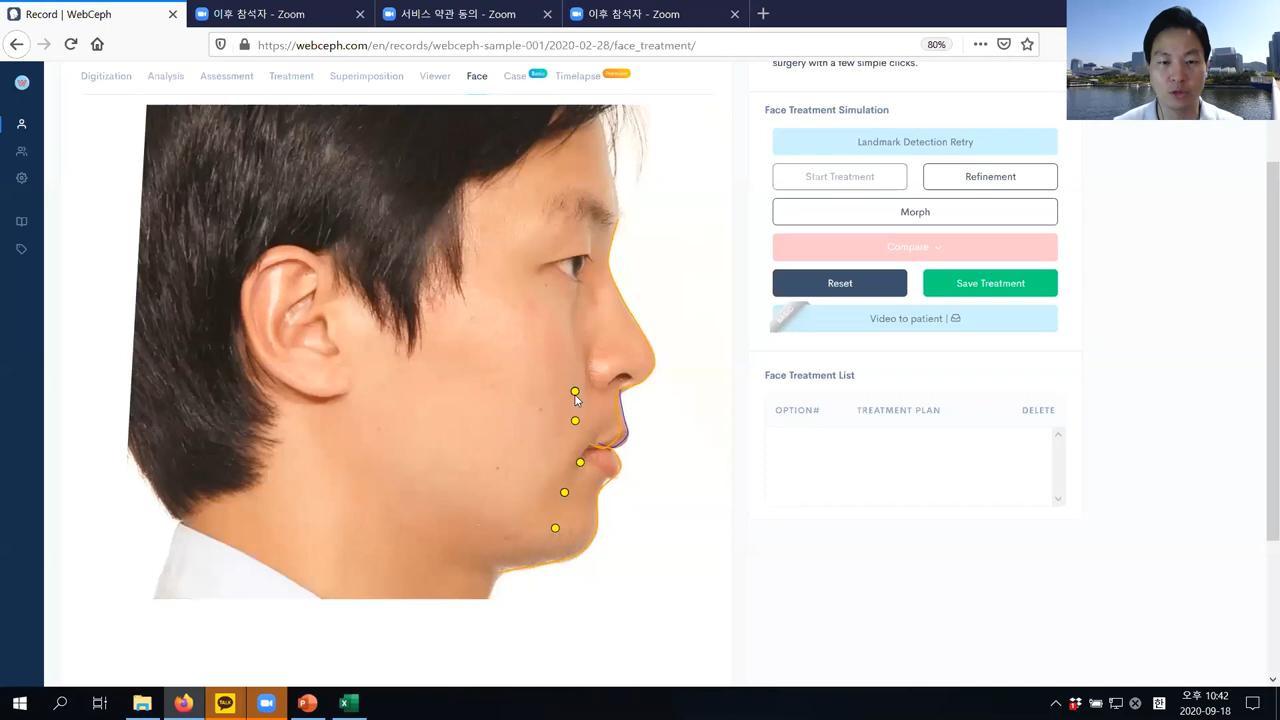 Record | WebCeph
이후 참석자 - Zoom
서비스 약관 동의 - Zoom
이후 참석자 - Zoom
https://webceph.com/en/records/webceph-sample-001/2020-02-28/face_treatment/
80%
Digitization Analysis Assessment Treatment Superimposition Viewer Face Case Basic Timelapse Premium
surgery with a few simple clicks.
Face Treatment Simulation
Landmark Detection Retry
Start Treatment Refinement
Morph
Compare
Reset Save Treatment
Video to patient |
Face Treatment List
OPTION# TREATMENT PLAN DELETE
TALK
한
오후 10:42
2020-09-18